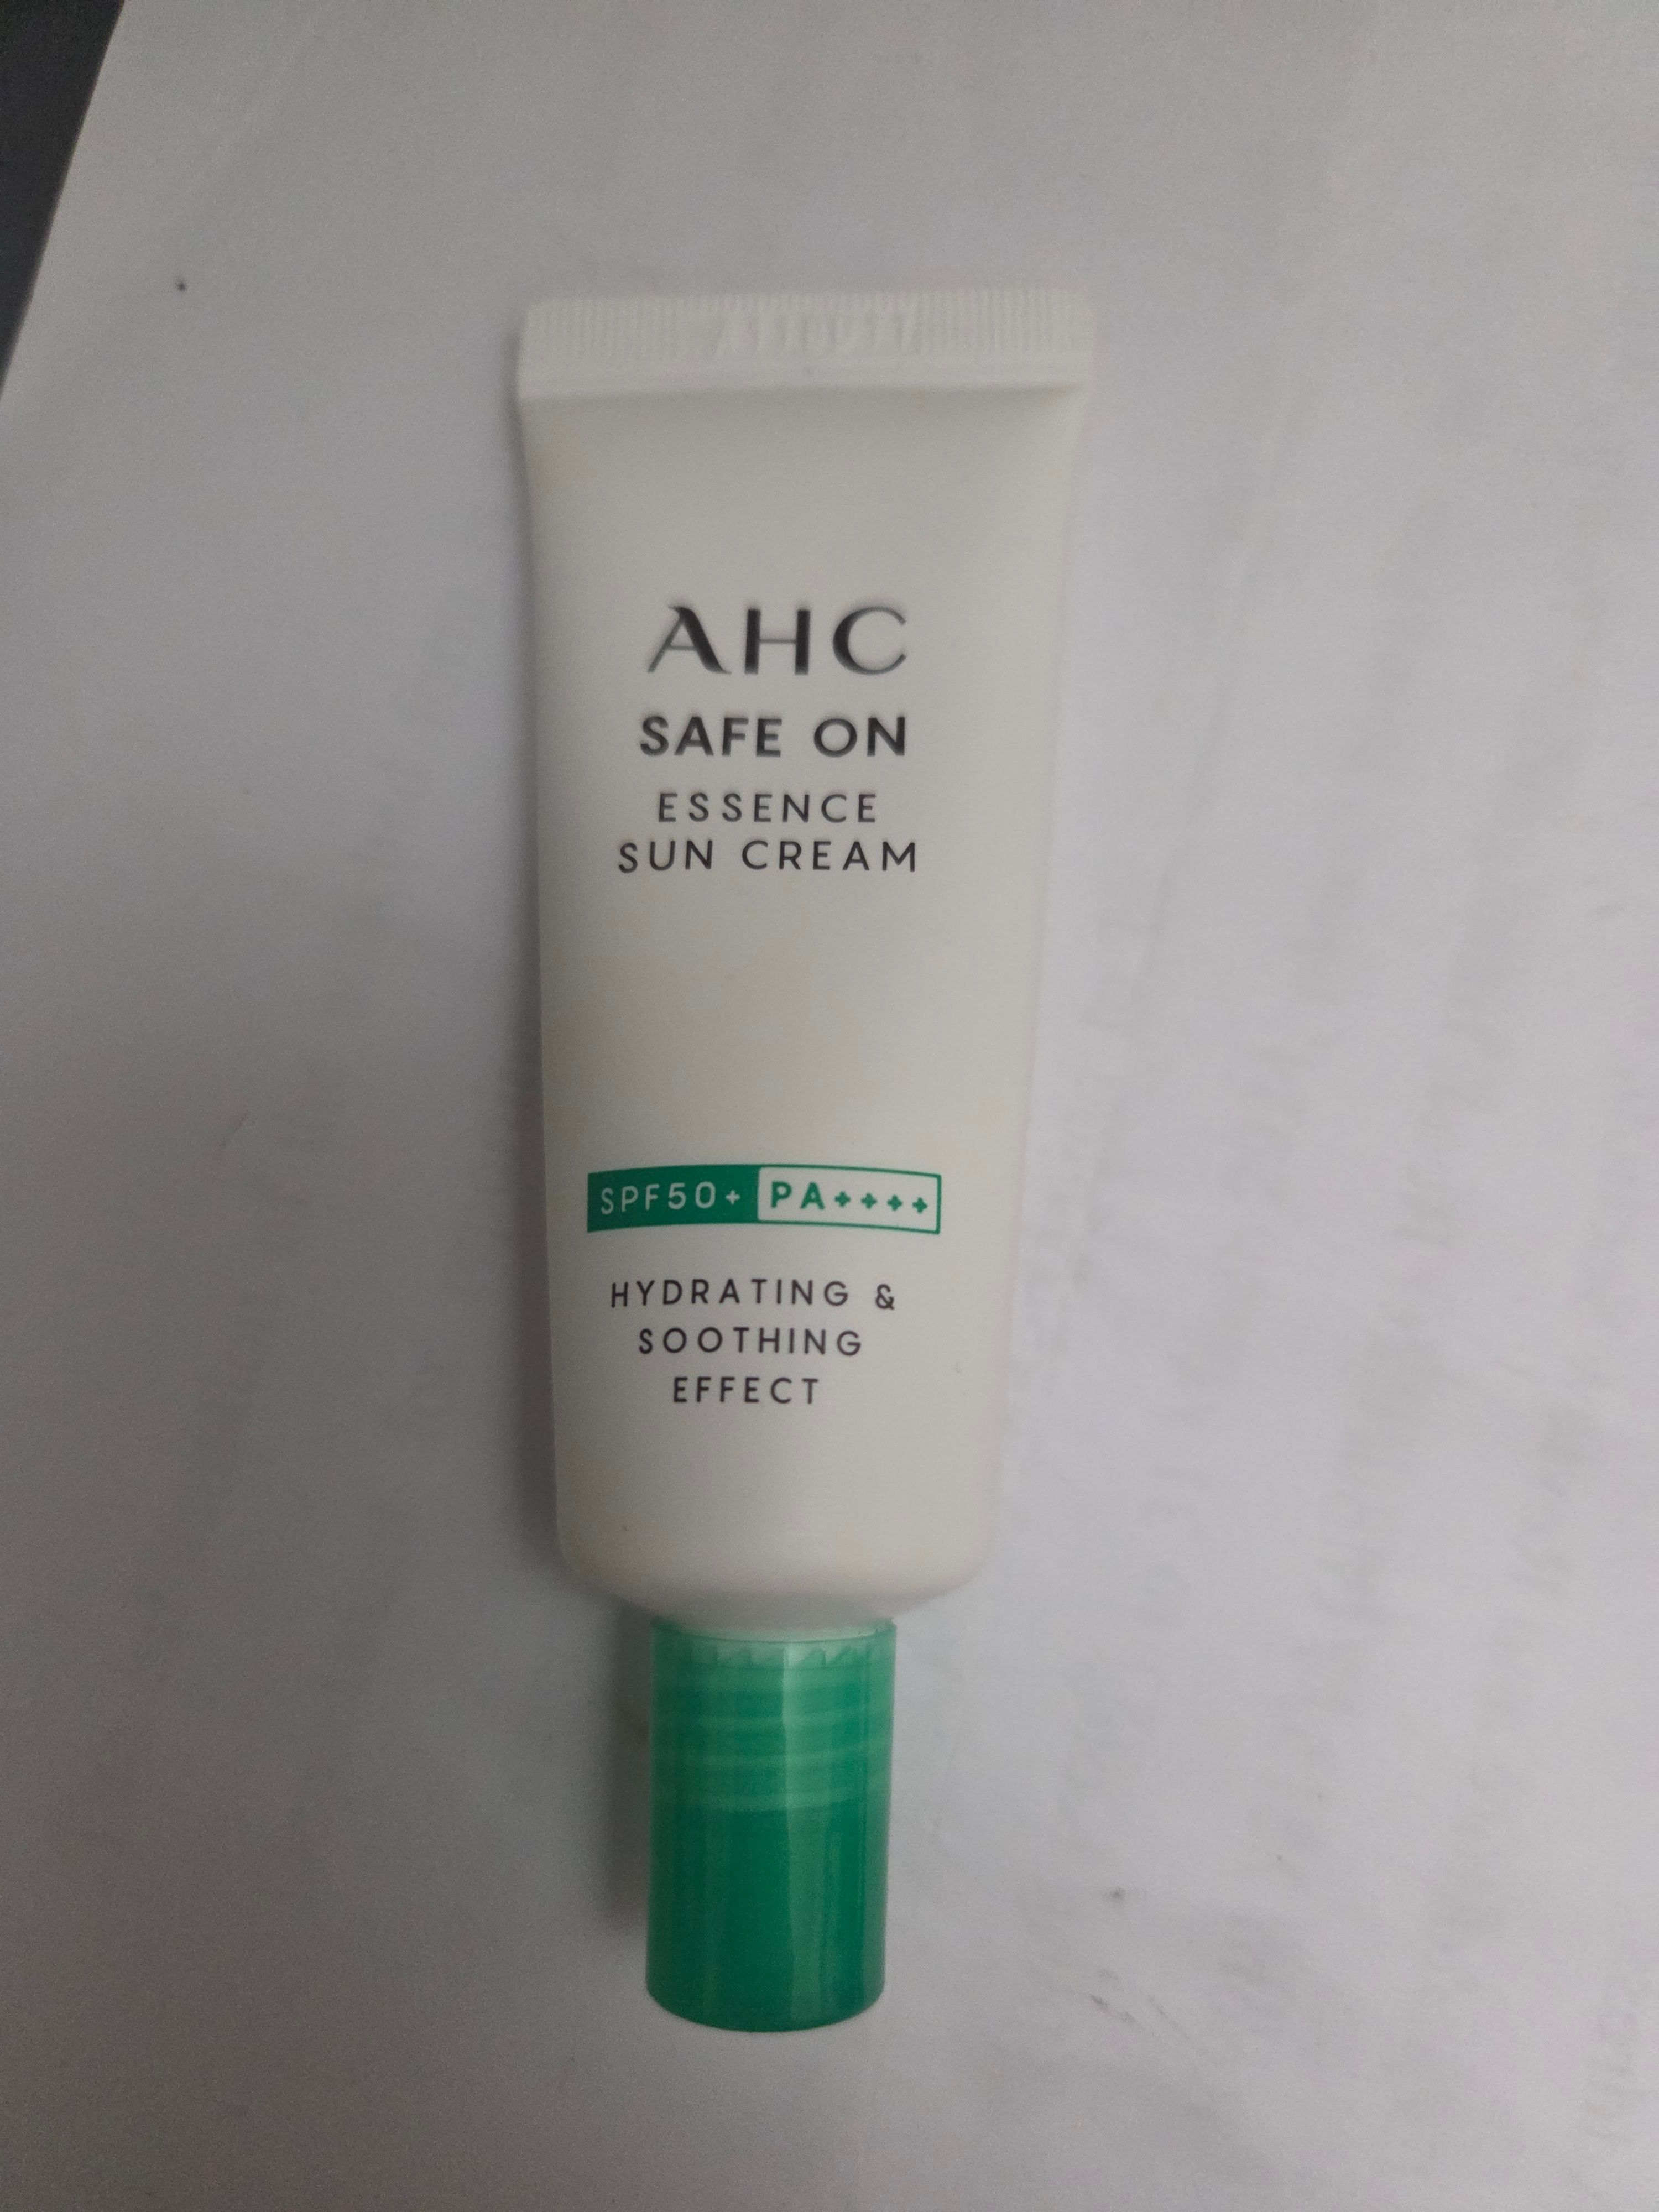 AHC
SAFE ON
ESSENCE
SUN CREAM
SPF50+ PA++++
HYDRATING &
SOOTHING
EFFECT